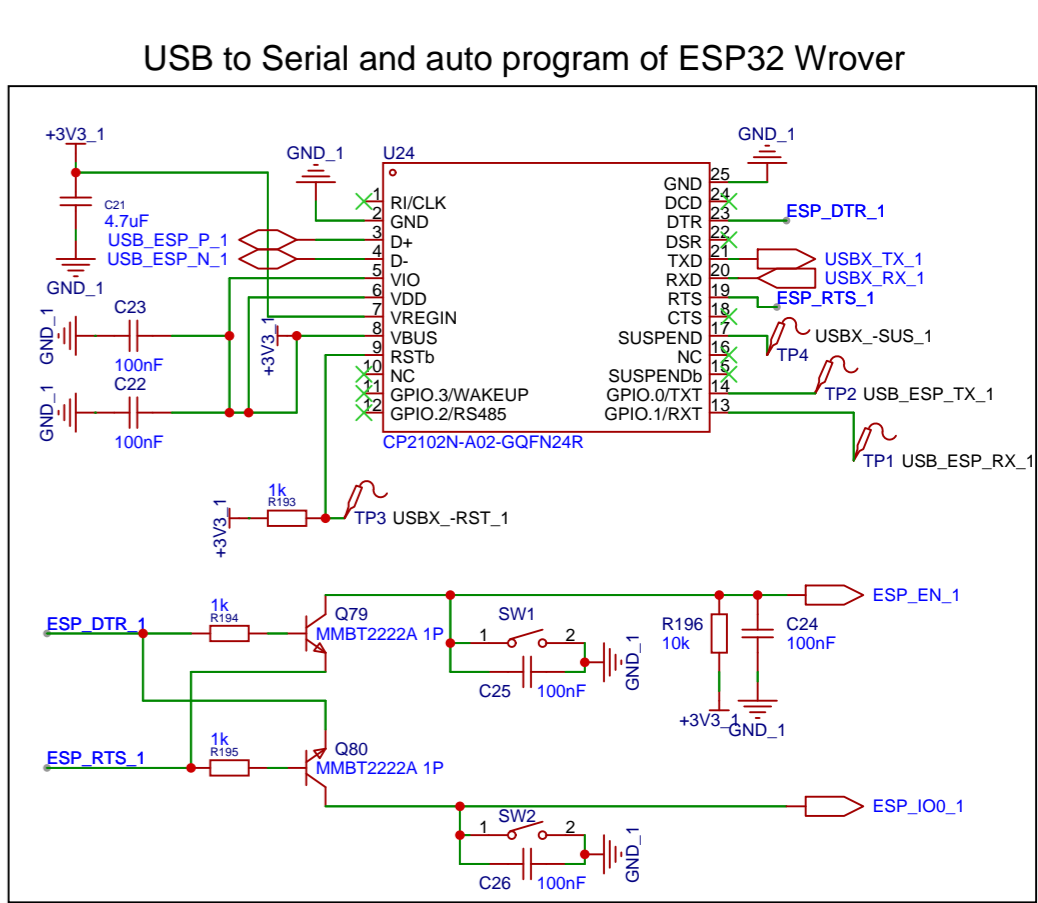 USB to Serial and auto program of ESP32 Wrover
+3V3_1
C21
4.7uF
GND_1
GND_1
U24
GND_1
USB_ESP_P_1
USB_ESP_N_1
C23
100nF
GND_1
C22
100nF
GND_1
+3V3_1
1 RI/CLK
2 GND
3 D+
4 D-
5 VIO
6 VDD
7 VREGIN
8 VBUS
9 RSTb
10 NC
11 GPIO.3/WAKEUP
12 GPIO.2/RS485
GND 25
DCD 24
DTR 23
DSR 22
TXD 21
RXD 20
RTS 19
CTS 18
SUSPEND 17
NC 16
SUSPENDb 15
GPIO.0/TXT 14
GPIO.1/RXT 13
CP2102N-A02-GQFN24R
ESP_DTR_1
USBX_TX_1
USBX_RX_1
ESP_RTS_1
USBX_-SUS_1
TP4
TP2 USB_ESP_TX_1
TP1 USB_ESP_RX_1
+3V3_1
1k
R193
TP3 USBX_-RST_1
ESP_DTR_1
1k
R194
Q79
MMBT2222A 1P
SW1
1 2
C25 100nF
GND_1
R196
10k
+3V3_1
C24
100nF
GND_1
ESP_EN_1
ESP_RTS_1
1k
R195
Q80
MMBT2222A 1P
SW2
1 2
C26 100nF
GND_1
ESP_IO0_1